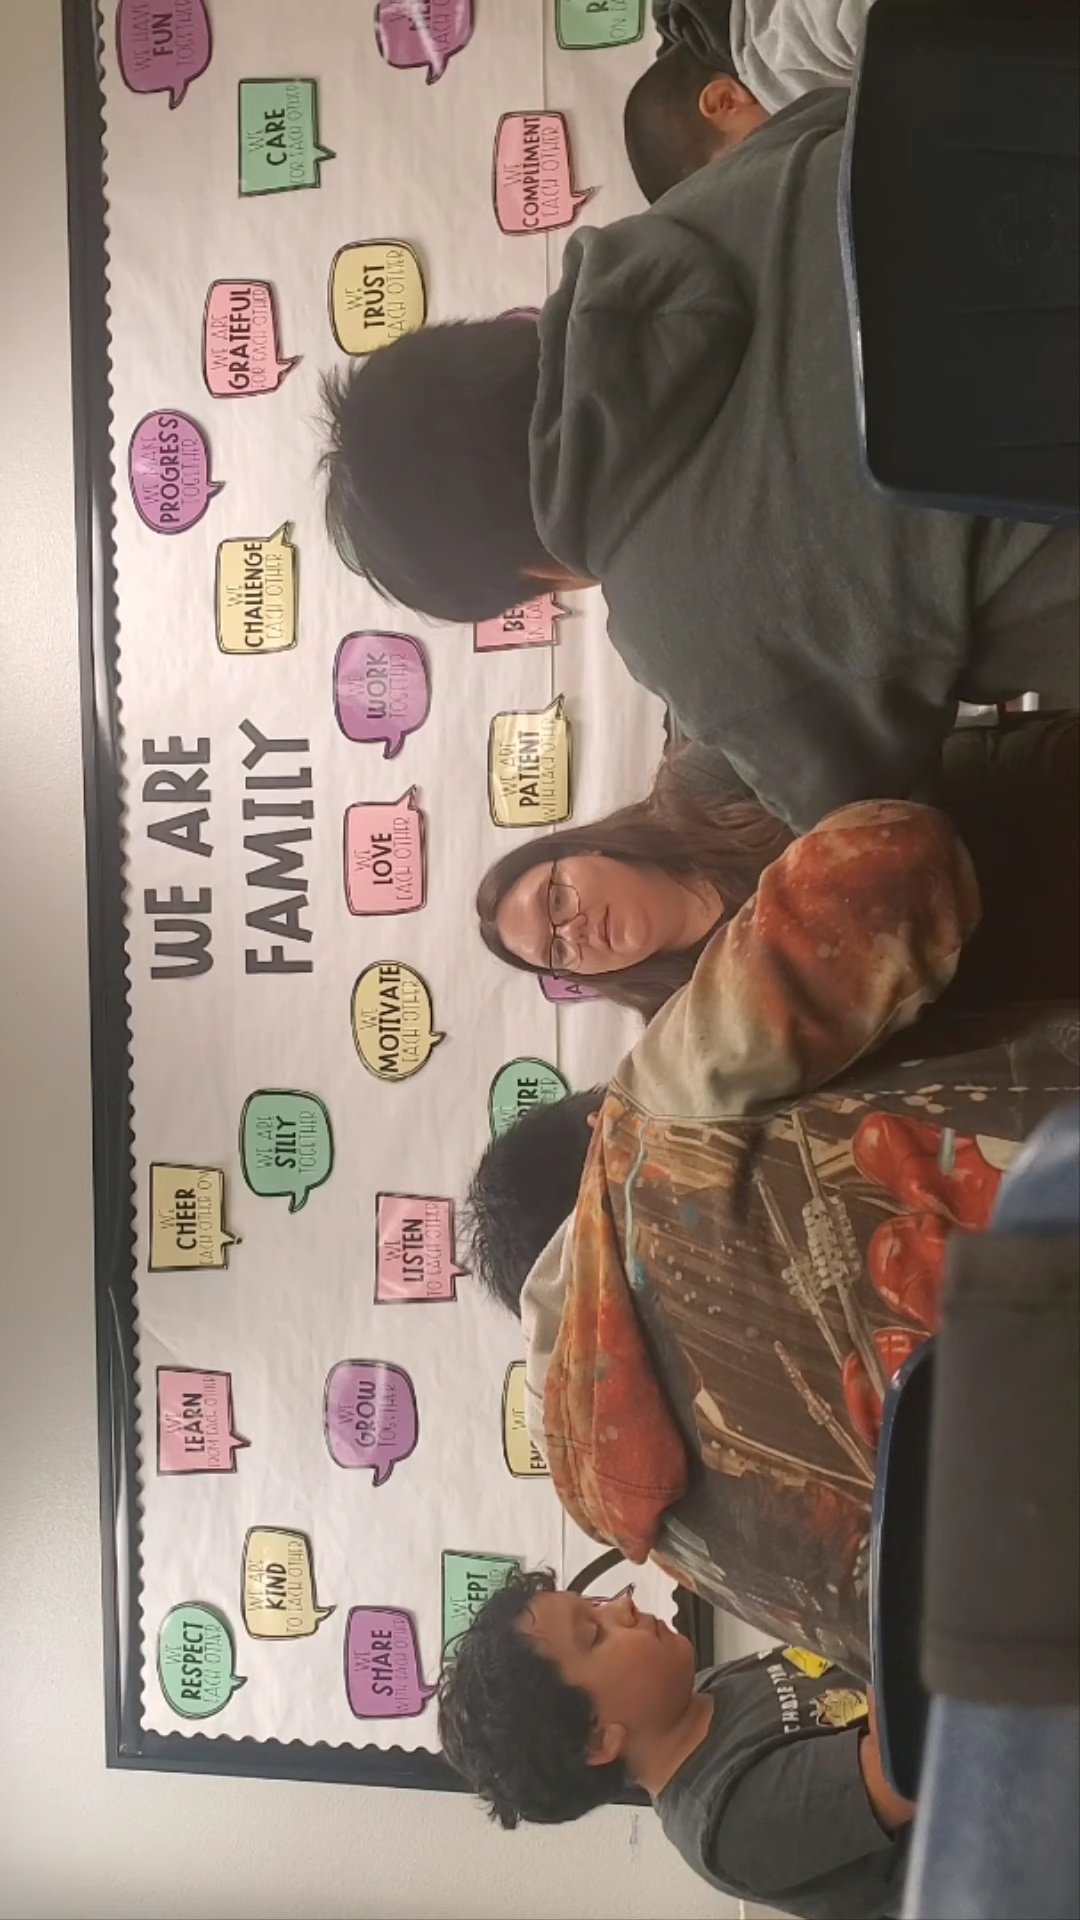 WE ARE
FAMILY
WE
RESPECT
EACH OTHER
WE
LEARN
FROM EACH OTHER
WE
CHEER
EACH OTHER ON
WE MAKE
PROGRESS
TOGETHER
WE HAVE
FUN
TOGETHER
WE ARE
KIND
TO EACH OTHER
WE ARE
SILLY
TOGETHER
WE
CHALLENGE
EACH OTHER
WE ARE
GRATEFUL
FOR EACH OTHER
WE
CARE
FOR EACH OTHER
WE
SHARE
WITH EACH OTHER
WE
GROW
TOGETHER
WE
LISTEN
TO EACH OTHER
WE
MOTIVATE
EACH OTHER
WE
LOVE
EACH OTHER
WE
WORK
TOGETHER
WE
TRUST
EACH OTHER
WE
WE
WE
WE ARE
PATIENT
WITH EACH OTHER
WE
COMPLIMENT
EACH OTHER